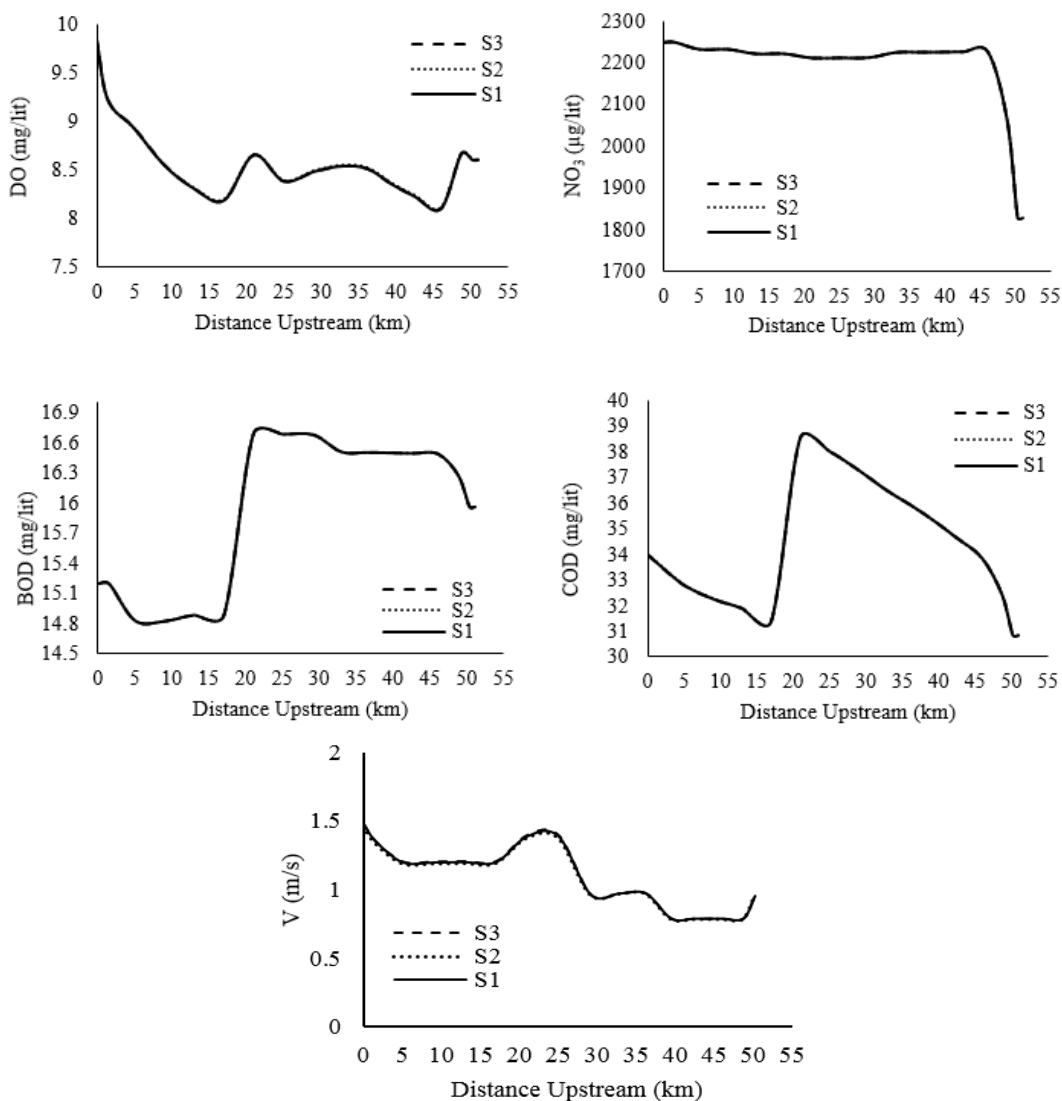 DO (mg/lit)
10
9.5
9
8.5
8
7.5
S3
S2
S1
0 5 10 15 20 25 30 35 40 45 50 55
Distance Upstream (km)
NO₃ (µg/lit)
2300
2200
2100
2000
1900
1800
1700
S3
S2
S1
0 5 10 15 20 25 30 35 40 45 50 55
Distance Upstream (km)
BOD (mg/lit)
16.9
16.6
16.3
16
15.7
15.4
15.1
14.8
14.5
S3
S2
S1
0 5 10 15 20 25 30 35 40 45 50 55
Distance Upstream (km)
COD (mg/lit)
40
39
38
37
36
35
34
33
32
31
30
S3
S2
S1
0 5 10 15 20 25 30 35 40 45 50 55
Distance Upstream (km)
V (m/s)
2
1.5
1
0.5
0
S3
S2
S1
0 5 10 15 20 25 30 35 40 45 50 55
Distance Upstream (km)